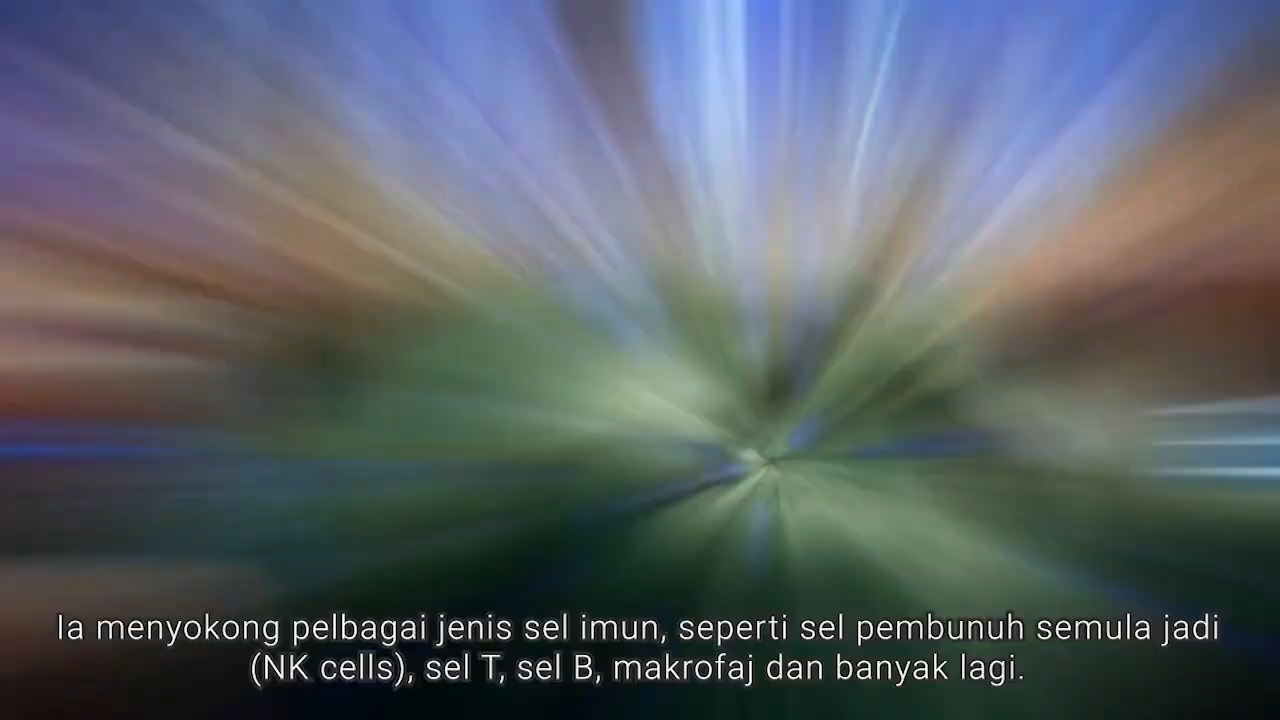 Ia menyokong pelbagai jenis sel imun, seperti sel pembunuh semula jadi
(NK cells), sel T, sel B, makrofaj dan banyak lagi.